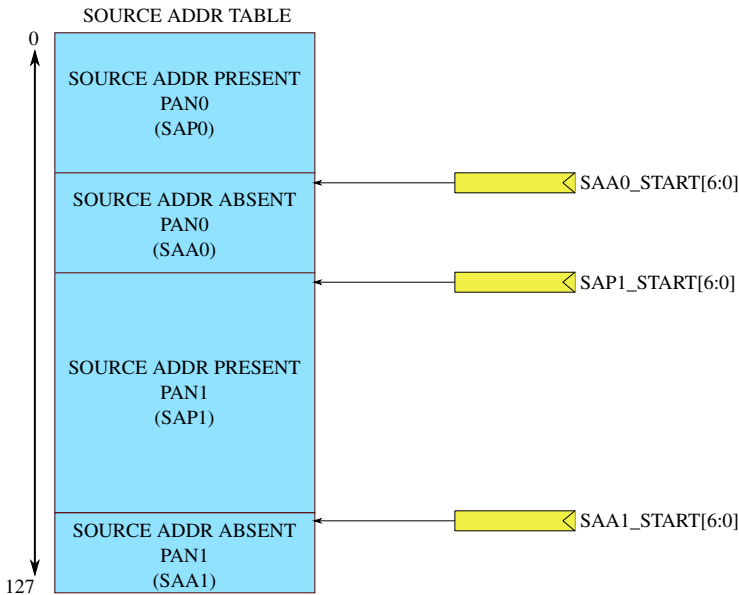 SOURCE ADDR TABLE
0
SOURCE ADDR PRESENT
PAN0
(SAP0)
SAA0_START[6:0]
SOURCE ADDR ABSENT
PAN0
(SAA0)
SAP1_START[6:0]
SOURCE ADDR PRESENT
PAN1
(SAP1)
SAA1_START[6:0]
SOURCE ADDR ABSENT
PAN1
(SAA1)
127